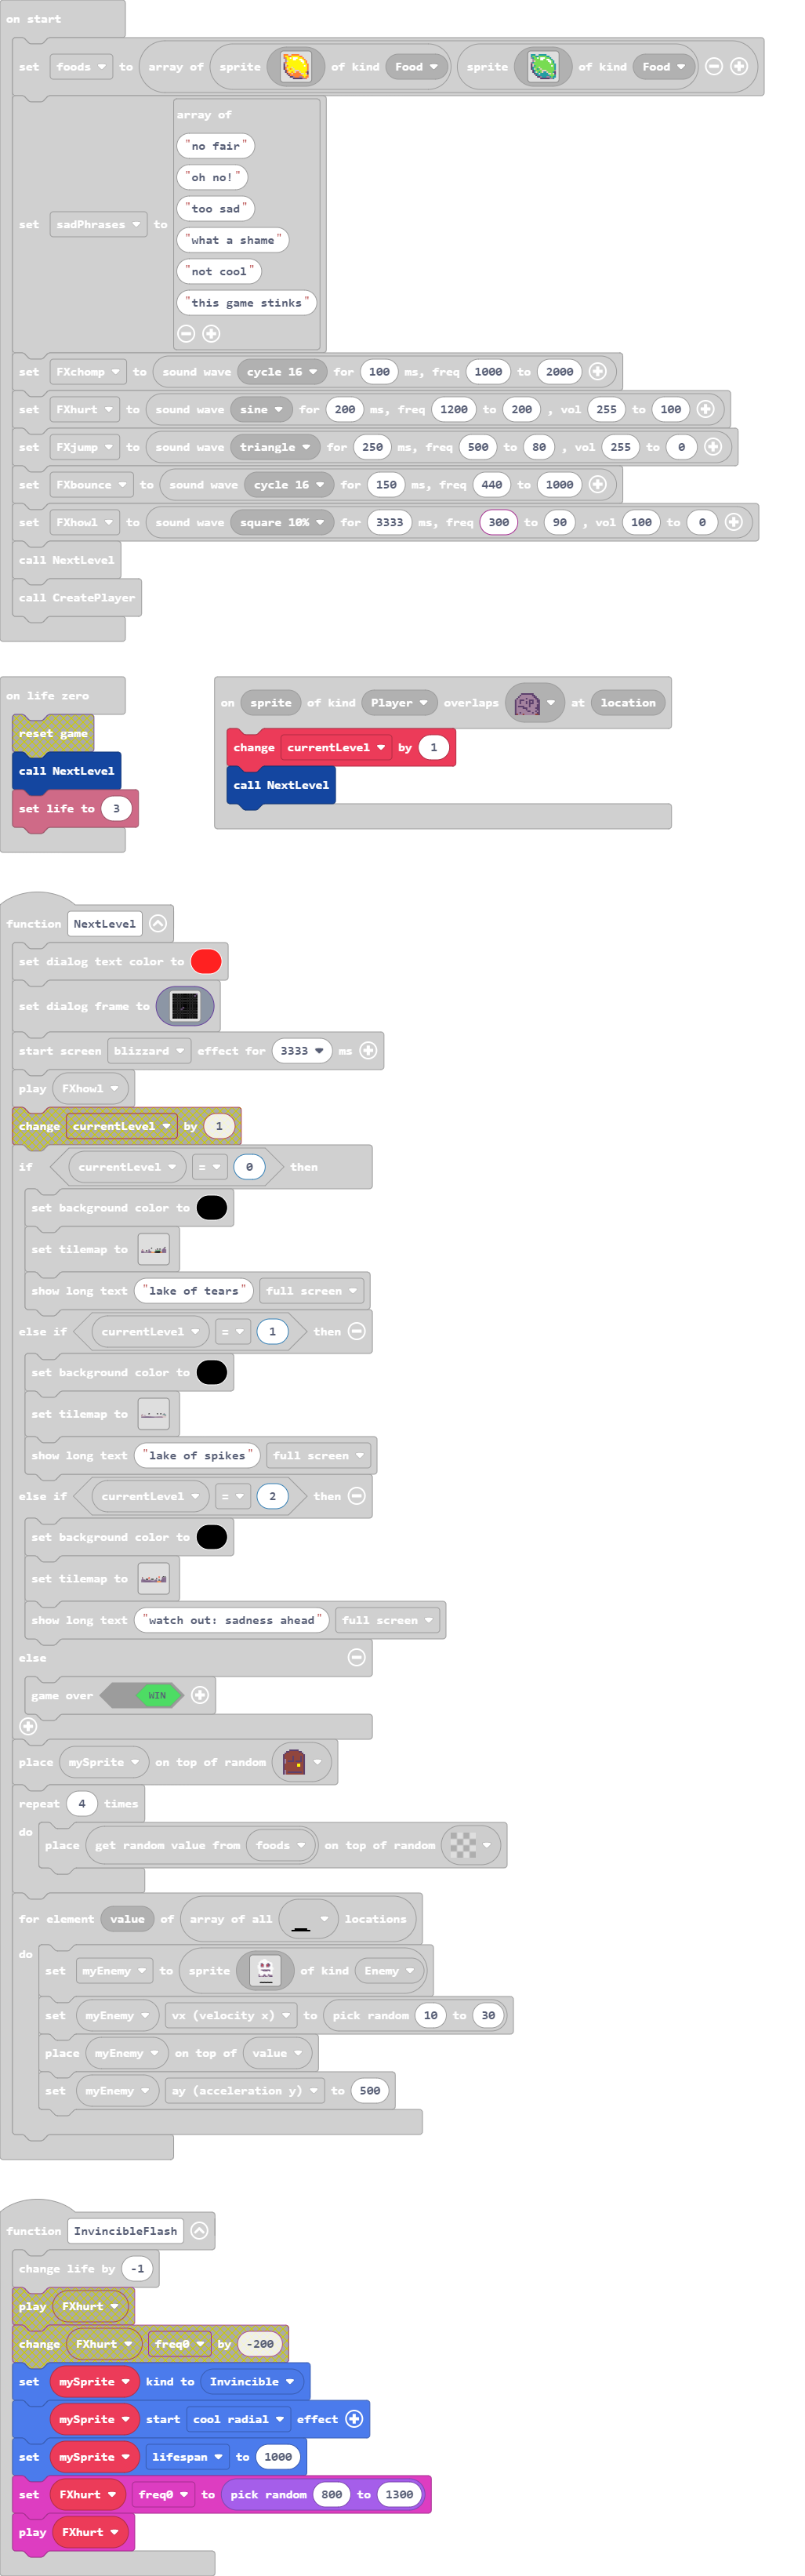 on start
set foods to array of sprite of kind Food sprite of kind Food
set sadPhrases to array of
"no fair"
"oh no!"
"too sad"
"what a shame"
"not cool"
"this game stinks"
set FXchomp to sound wave cycle 16 for 100 ms, freq 1000 to 2000
set FXhurt to sound wave sine for 200 ms, freq 1200 to 200 , vol 255 to 100
set FXjump to sound wave triangle for 250 ms, freq 500 to 80 , vol 255 to 0
set FXbounce to sound wave cycle 16 for 150 ms, freq 440 to 1000
set FXhowl to sound wave square 10% for 3333 ms, freq 300 to 90 , vol 100 to 0
call NextLevel
call CreatePlayer
on life zero
reset game
call NextLevel
set life to 3
on sprite of kind Player overlaps at location
change currentLevel by 1
call NextLevel
function NextLevel
set dialog text color to
set dialog frame to
start screen blizzard effect for 3333 ms
play FXhowl
change currentLevel by 1
if currentLevel = 0 then
set background color to
set tilemap to
show long text "lake of tears" full screen
else if currentLevel = 1 then
set background color to
set tilemap to
show long text "lake of spikes" full screen
else if currentLevel = 2 then
set background color to
set tilemap to
show long text "watch out: sadness ahead" full screen
else
game over WIN
place mySprite on top of random
repeat 4 times
do place get random value from foods on top of random
for element value of array of all locations
do set myEnemy to sprite of kind Enemy
set myEnemy vx (velocity x) to pick random 10 to 30
place myEnemy on top of value
set myEnemy ay (acceleration y) to 500
function InvincibleFlash
change life by -1
play FXhurt
change FXhurt freq0 by -200
set mySprite kind to Invincible
mySprite start cool radial effect
set mySprite lifespan to 1000
set FXhurt freq0 to pick random 800 to 1300
play FXhurt